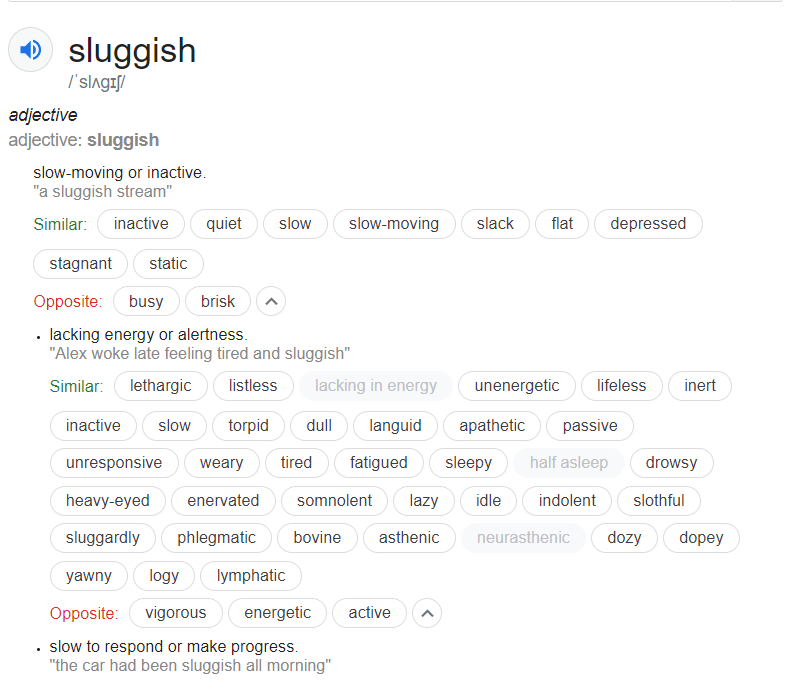 sluggish
/ˈslʌɡɪʃ/
adjective
adjective: sluggish
slow-moving or inactive.
"a sluggish stream"
Similar: inactive quiet slow slow-moving slack flat depressed
stagnant static
Opposite: busy brisk
• lacking energy or alertness.
"Alex woke late feeling tired and sluggish"
Similar: lethargic listless lacking in energy unenergetic lifeless inert
inactive slow torpid dull languid apathetic passive
unresponsive weary tired fatigued sleepy half asleep drowsy
heavy-eyed enervated somnolent lazy idle indolent slothful
sluggardly phlegmatic bovine asthenic neurasthenic dozy dopey
yawny logy lymphatic
Opposite: vigorous energetic active
• slow to respond or make progress.
"the car had been sluggish all morning"